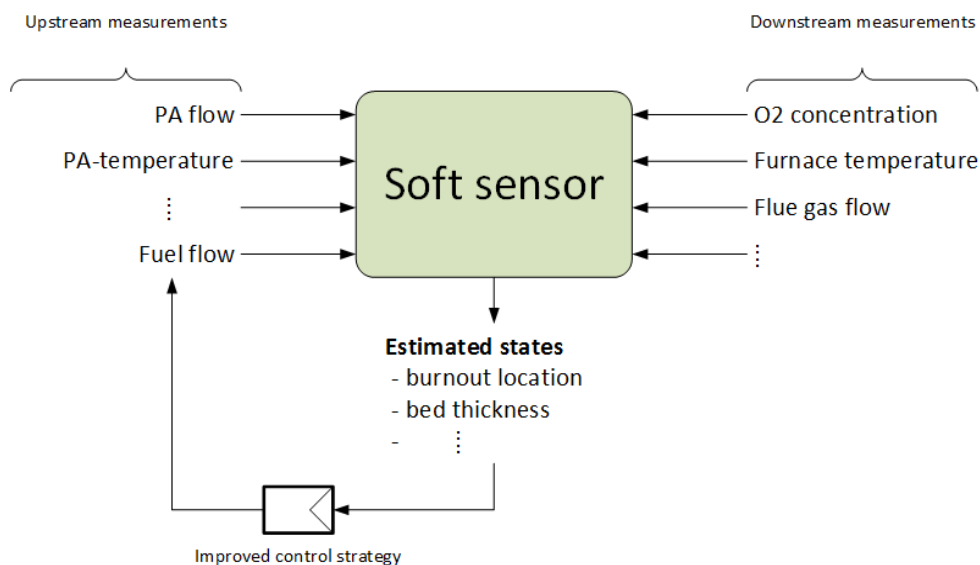 Upstream measurements
Downstream measurements
PA flow
PA-temperature
⋮
Fuel flow
Soft sensor
O2 concentration
Furnace temperature
Flue gas flow
⋮
Estimated states
- burnout location
- bed thickness
- ⋮
Improved control strategy